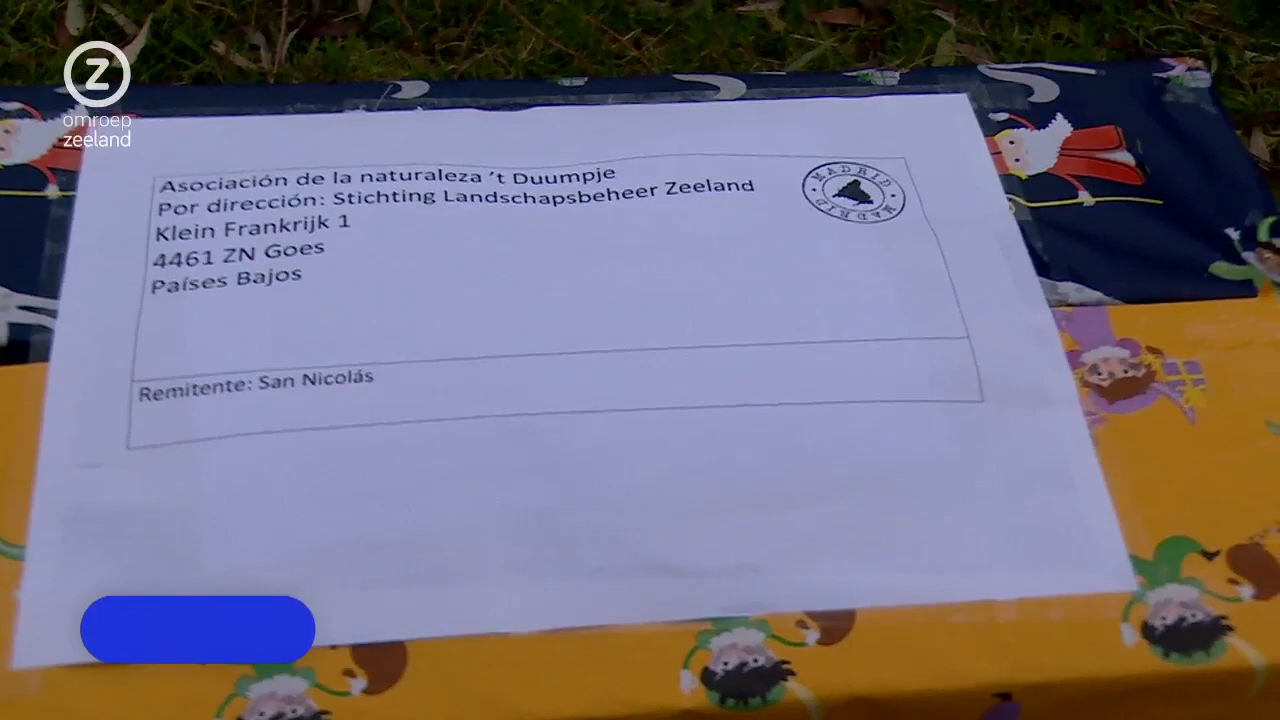 Z
omroep
zeeland
Asociación de la naturaleza 't Duumpje
Por dirección: Stichting Landschapsbeheer Zeeland
Klein Frankrijk 1
4461 ZN Goes
Países Bajos
MADRID
MADRID
Remitente: San Nicolás